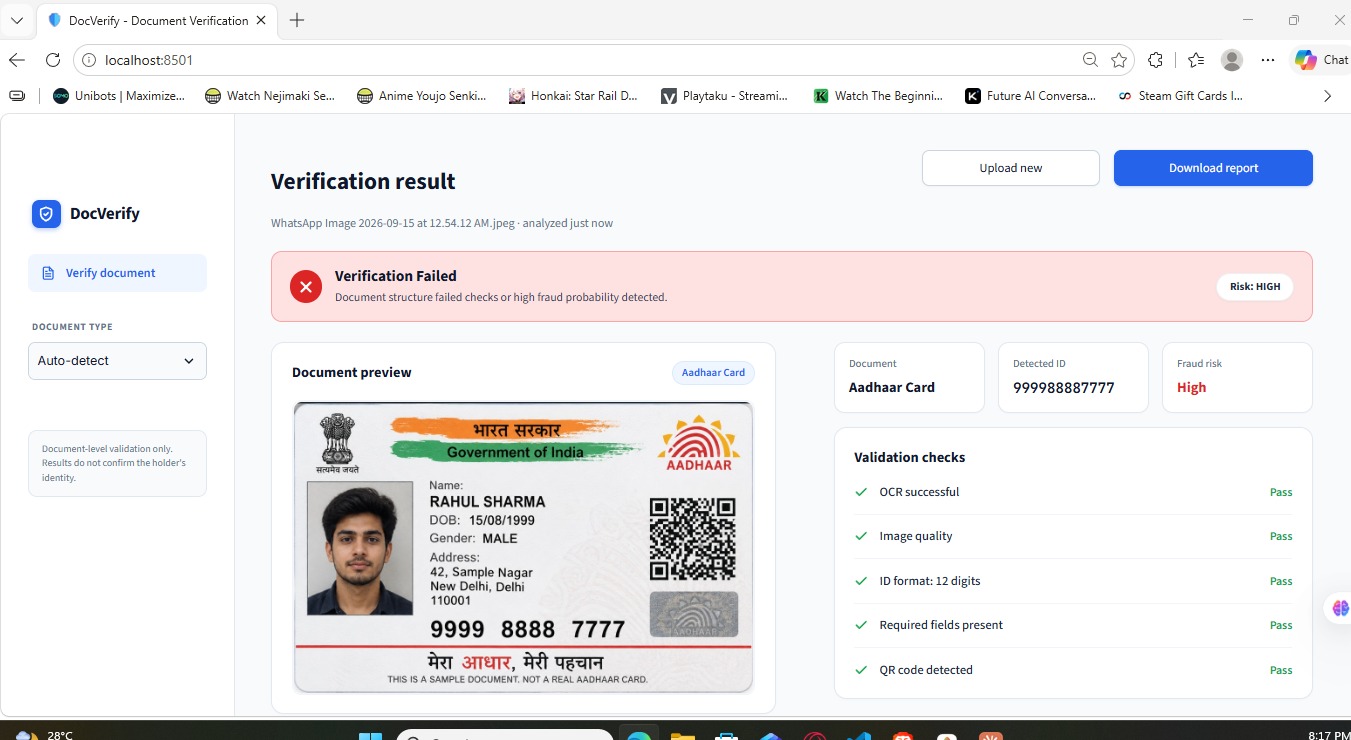 DocVerify - Document Verification
localhost:8501
Chat
Unibots | Maximize...
Watch Nejimaki Se...
Anime Youjo Senki...
Honkai: Star Rail D...
Playtaku - Streami...
Watch The Beginni...
Future AI Conversa...
Steam Gift Cards I...
DocVerify
Verify document
DOCUMENT TYPE
Auto-detect
Document-level validation only.
Results do not confirm the holder's
identity.
Verification result
Upload new
Download report
WhatsApp Image 2026-09-15 at 12.54.12 AM.jpeg · analyzed just now
Verification Failed
Document structure failed checks or high fraud probability detected.
Risk: HIGH
Document preview
Aadhaar Card
सत्यमेव जयते
भारत सरकार
Government of India
AADHAAR
Name:
RAHUL SHARMA
DOB: 15/08/1999
Gender: MALE
Address:
42, Sample Nagar
New Delhi, Delhi
110001
9999 8888 7777
AADHAAR
मेरा आधार, मेरी पहचान
THIS IS A SAMPLE DOCUMENT. NOT A REAL AADHAAR CARD.
Document
Aadhaar Card
Detected ID
999988887777
Fraud risk
High
Validation checks
OCR successful Pass
Image quality Pass
ID format: 12 digits Pass
Required fields present Pass
QR code detected Pass
28°C
8:17 PM